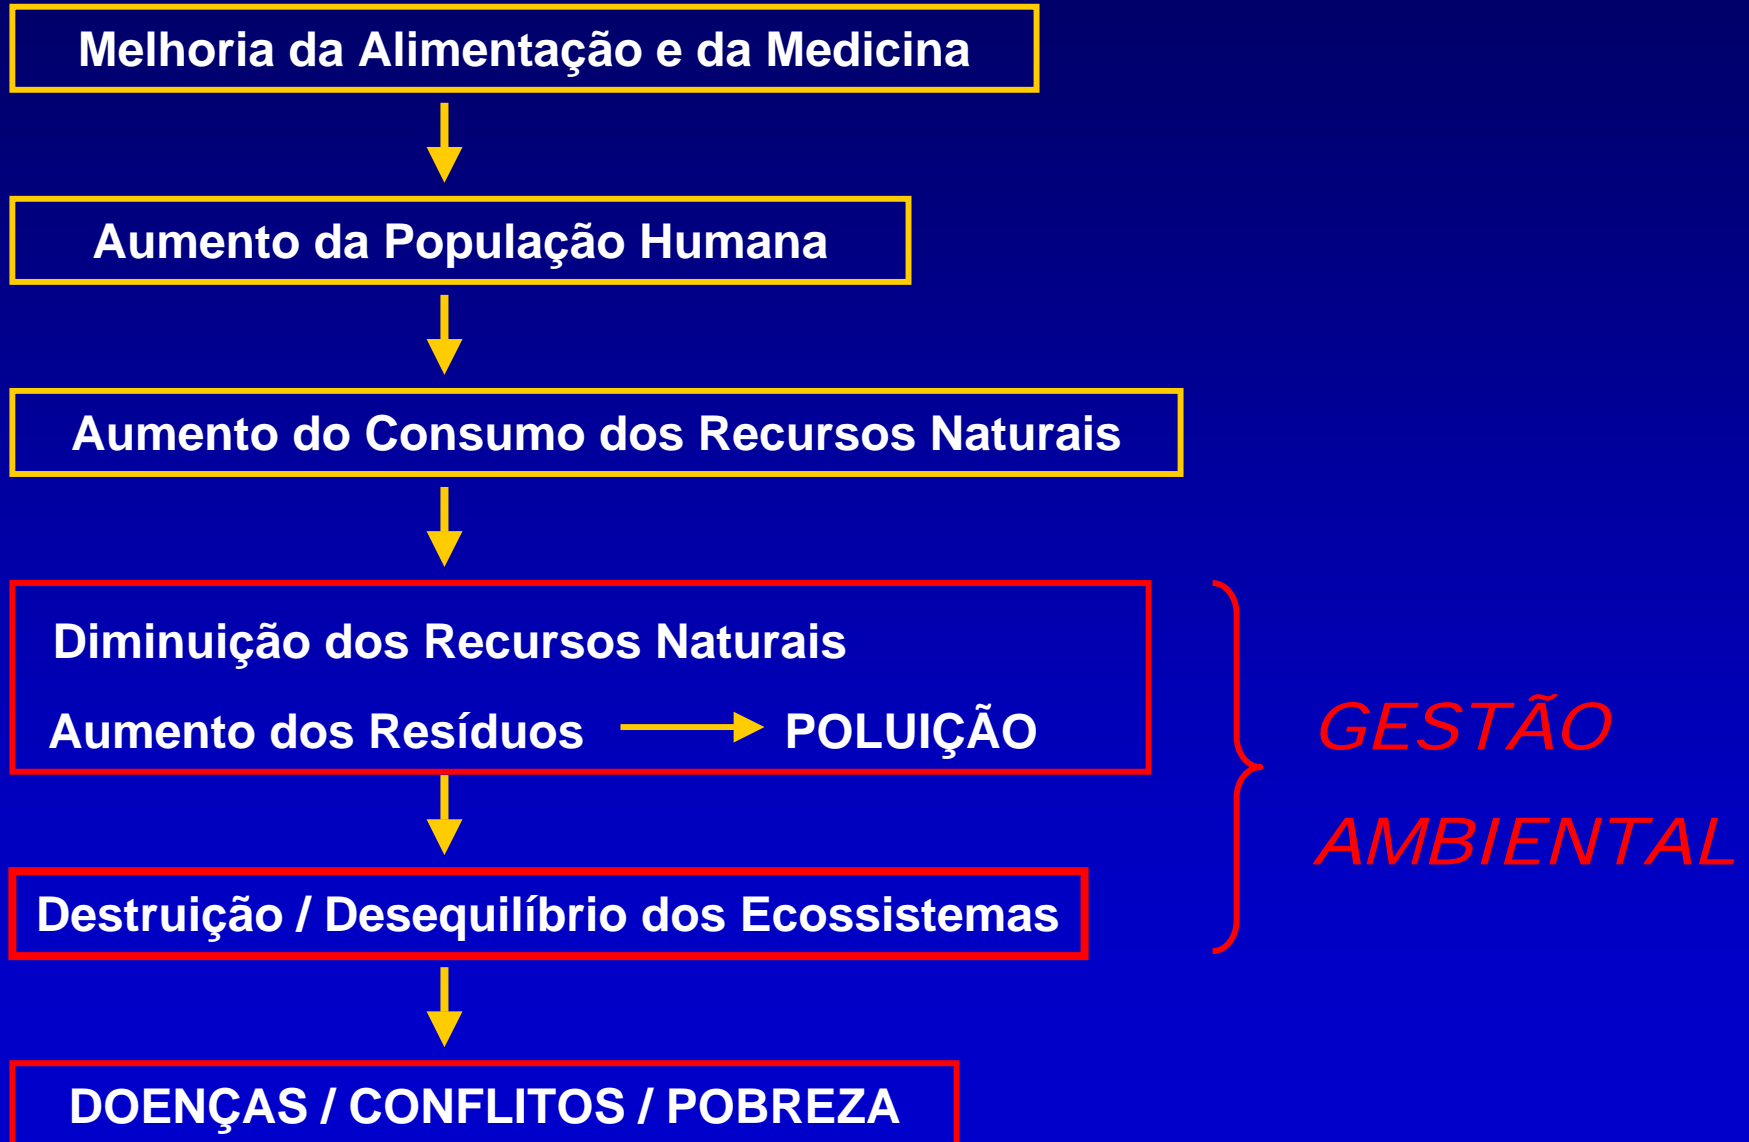 Melhoria da Alimentação e da Medicina
Aumento da População Humana
Aumento do Consumo dos Recursos Naturais
Diminuição dos Recursos Naturais
Aumento dos Resíduos POLUIÇÃO
GESTÃO
AMBIENTAL
Destruição / Desequilíbrio dos Ecossistemas
DOENÇAS / CONFLITOS / POBREZA